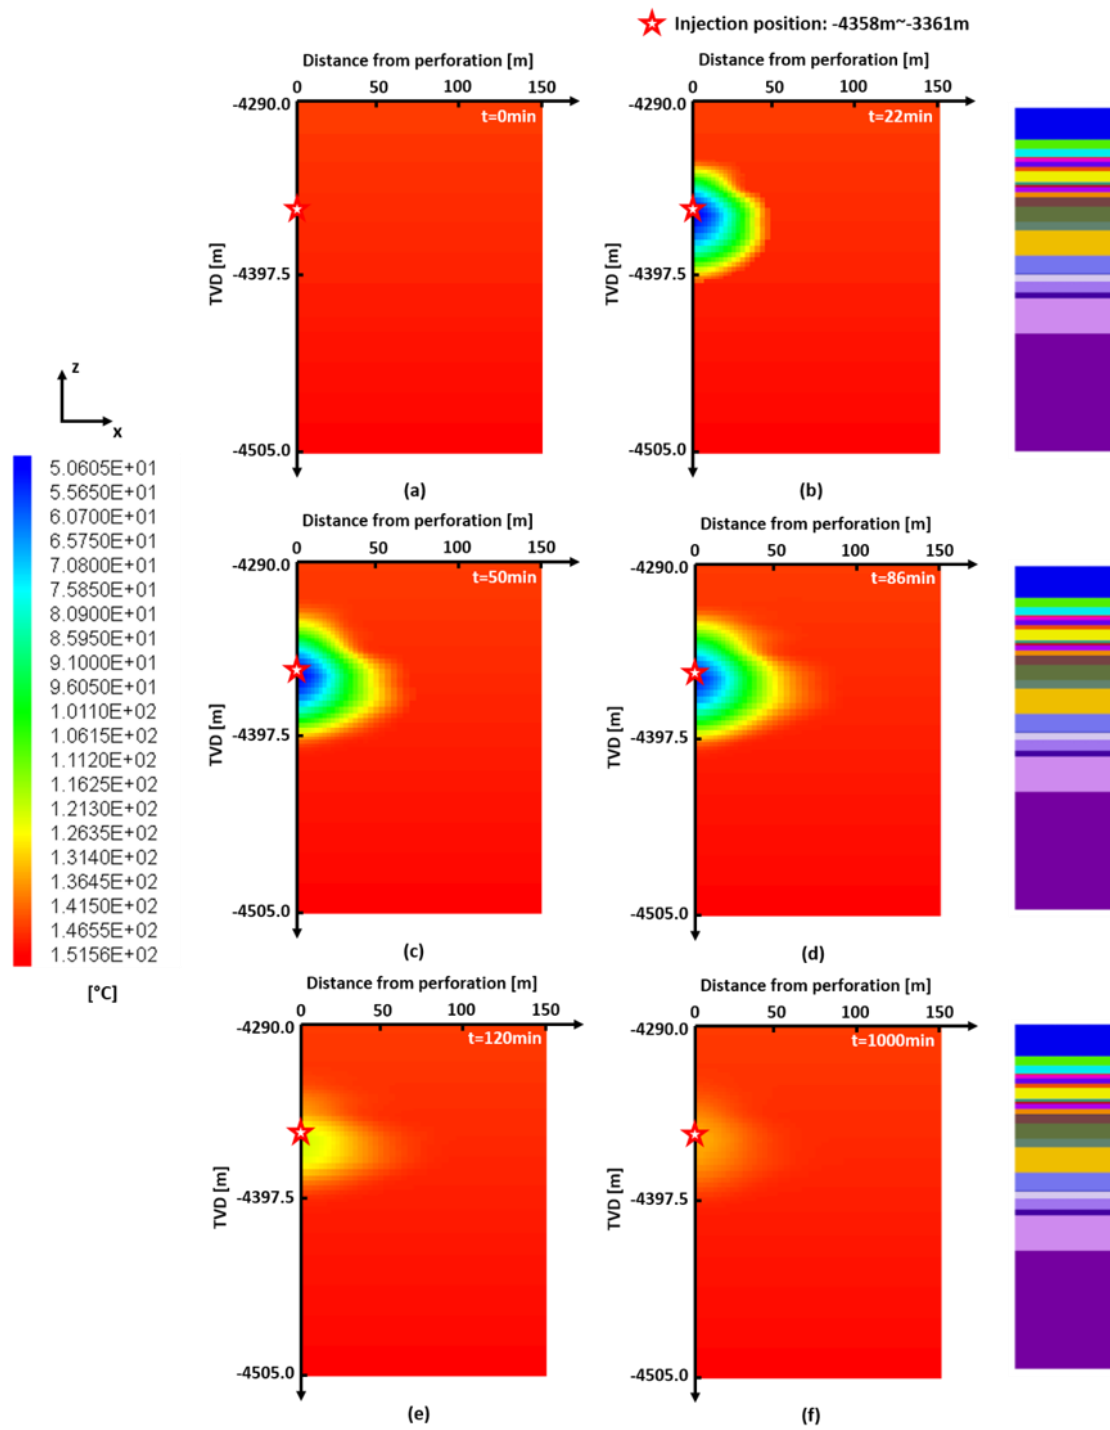 Injection position: -4358m~-3361m
Distance from perforation [m]
0 50 100 150
-4290.0
t=0min
TVD [m]
-4397.5
-4505.0
(a)
Distance from perforation [m]
0 50 100 150
-4290.0
t=22min
TVD [m]
-4397.5
-4505.0
(b)
z
x
5.0605E+01
5.5650E+01
6.0700E+01
6.5750E+01
7.0800E+01
7.5850E+01
8.0900E+01
8.5950E+01
9.1000E+01
9.6050E+01
1.0110E+02
1.0615E+02
1.1120E+02
1.1625E+02
1.2130E+02
1.2635E+02
1.3140E+02
1.3645E+02
1.4150E+02
1.4655E+02
1.5156E+02
[°C]
Distance from perforation [m]
0 50 100 150
-4290.0
t=50min
TVD [m]
-4397.5
-4505.0
(c)
Distance from perforation [m]
0 50 100 150
-4290.0
t=86min
TVD [m]
-4397.5
-4505.0
(d)
Distance from perforation [m]
0 50 100 150
-4290.0
t=120min
TVD [m]
-4397.5
-4505.0
(e)
Distance from perforation [m]
0 50 100 150
-4290.0
t=1000min
TVD [m]
-4397.5
-4505.0
(f)